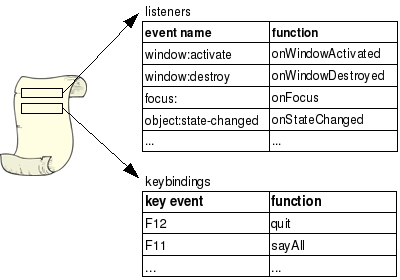 listeners
event name function
window:activate onWindowActivated
window:destroy onWindowDestroyed
focus: onFocus
object:state-changed onStateChanged
... ...
keybindings
key event function
F12 quit
F11 sayAll
... ...